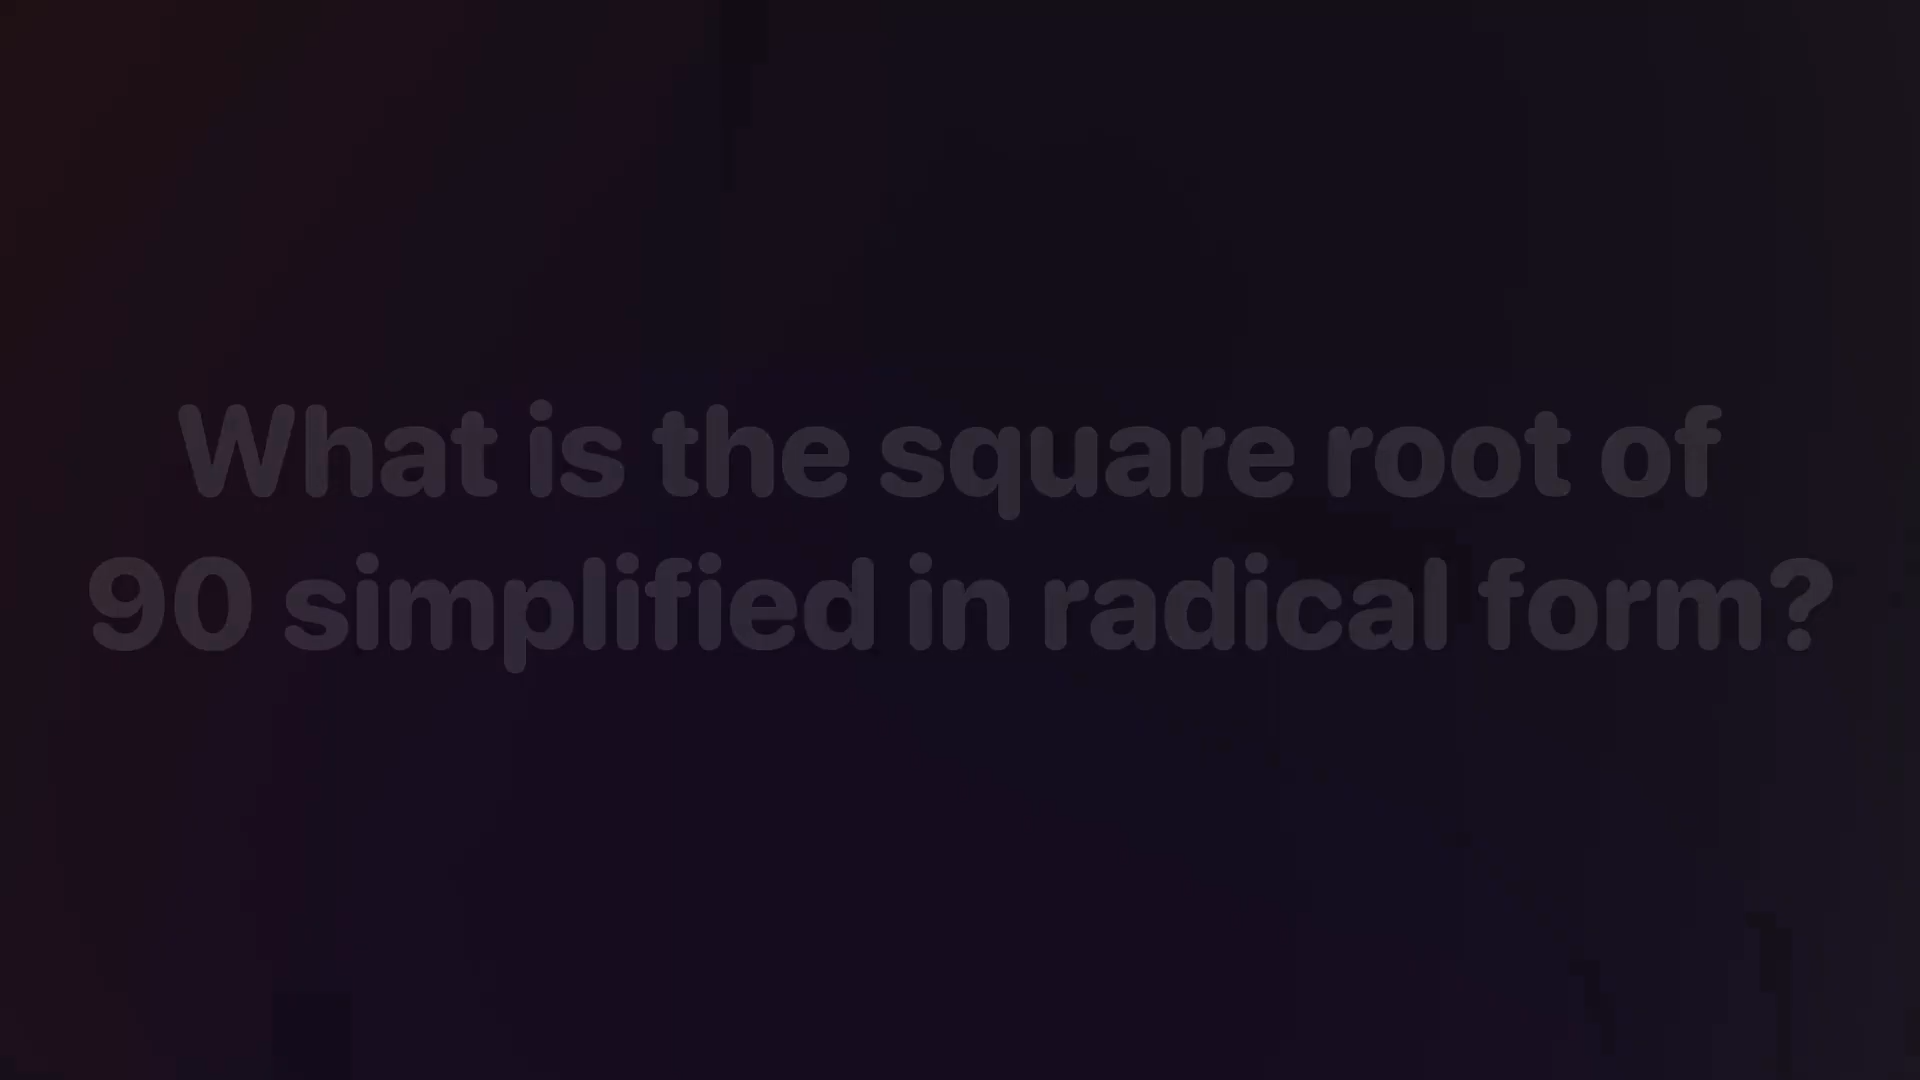 What is the square root of
90 simplified in radical form?